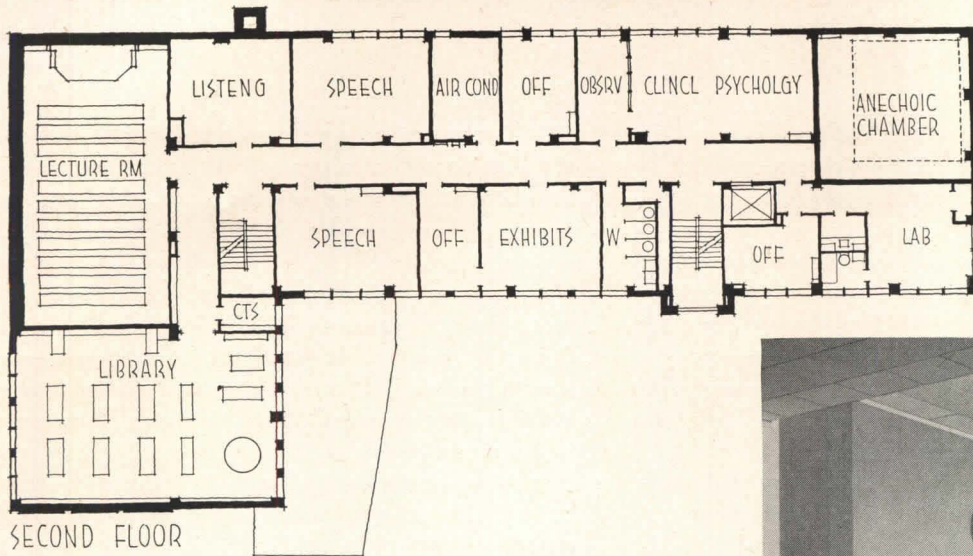 LISTENG
SPEECH
AIR COND
OFF
OBSRV
CLINCL PSYCHOLGY
ANECHOIC
CHAMBER
LECTURE RM
SPEECH
OFF
EXHIBITS
W
OFF
LAB
CTS
LIBRARY
SECOND FLOOR